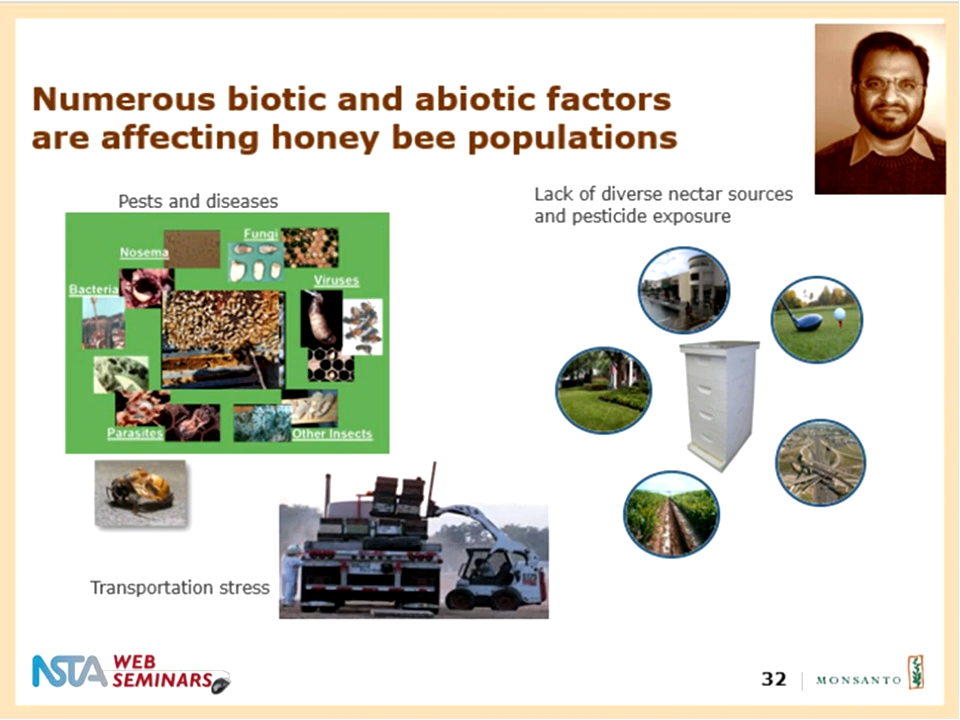 Numerous biotic and abiotic factors
are affecting honey bee populations
Pests and diseases
Fungi
Nosema
Viruses
Bacteria
Parasites
Other Insects
Lack of diverse nectar sources
and pesticide exposure
Transportation stress
NSTA WEB
SEMINARS
32
MONSANTO